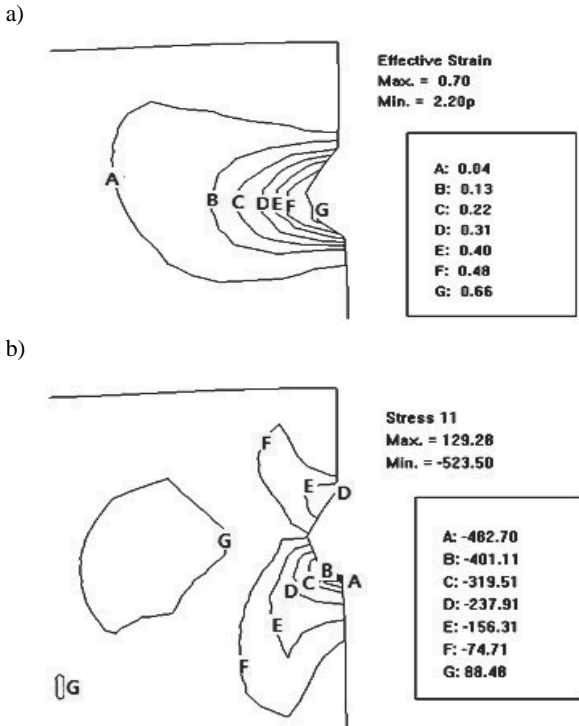 a)
Effective Strain
Max. = 0.70
Min. = 2.20p
A
B
C
D
E
F
G
A: 0.04
B: 0.13
C: 0.22
D: 0.31
E: 0.40
F: 0.48
G: 0.66
b)
Stress 11
Max. = 129.28
Min. = -523.50
F
E
D
G
B
C
A
D
E
F
G
A: -462.70
B: -401.11
C: -319.51
D: -237.91
E: -156.31
F: -74.71
G: 88.48